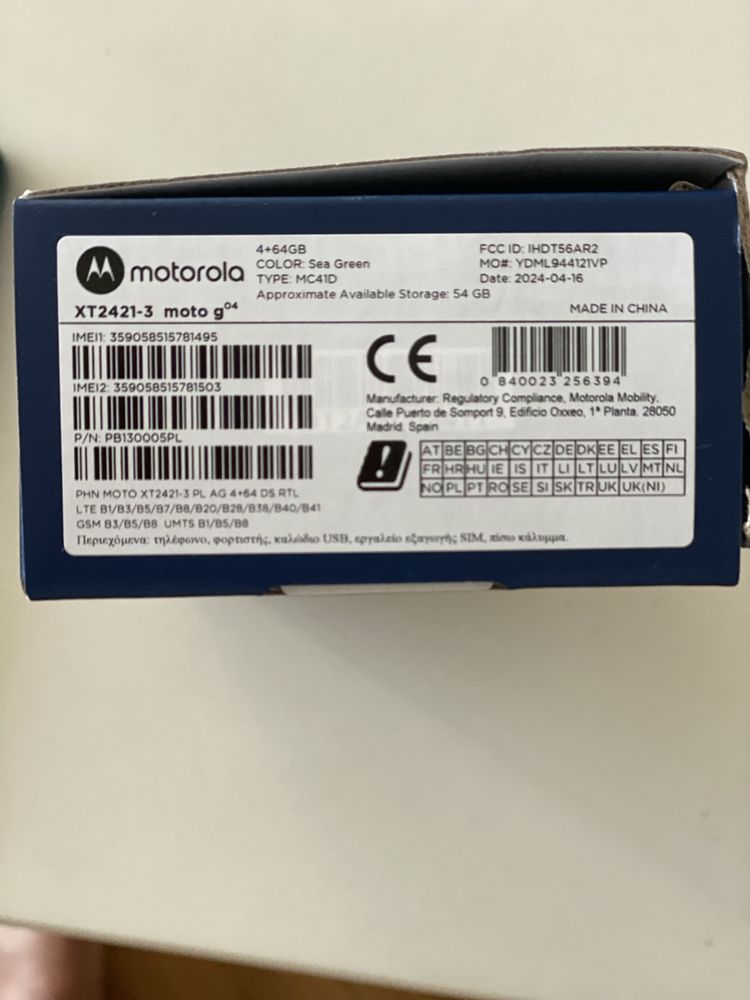 motorola
4+64GB
COLOR: Sea Green
TYPE: MC41D
Approximate Available Storage: 54 GB
FCC ID: IHDT56AR2
MO#: YDML944121VP
Date: 2024-04-16
XT2421-3 moto g04
MADE IN CHINA
IMEI1: 359058515781495
IMEI2: 359058515781503
P/N: PB130005PL
CE
0 840023 256394
Manufacturer: Regulatory Compliance, Motorola Mobility,
Calle Puerto de Somport 9, Edificio Oxxeo, 1ª Planta. 28050
Madrid. Spain
AT BE BG CH CY CZ DE DK EE EL ES FI
FR HR HU IE IS IT LI LT LU LV MT NL
NO PL PT RO SE SI SK TR UK UK(NI)
PHN MOTO XT2421-3 PL AG 4+64 DS RTL
LTE B1/B3/B5/B7/B8/B20/B28/B38/B40/B41
GSM B3/B5/B8 UMTS B1/B5/B8
Περιεχόμενα: τηλέφωνο, φορτιστής, καλώδιο USB, εργαλείο εξαγωγής SIM, πίσω κάλυμμα.